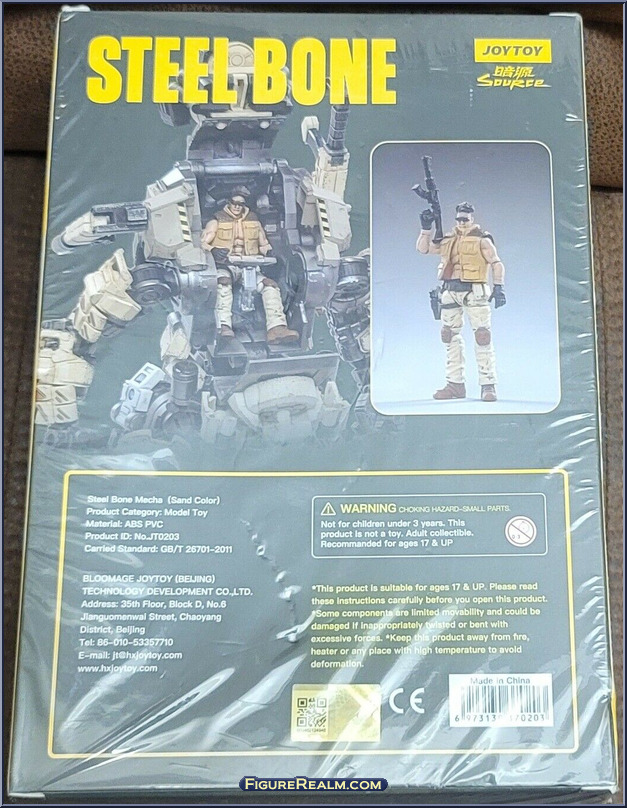 STEEL BONE
JOYTOY
暗源
Source
Steel Bone Mecha (Sand Color)
Product Category: Model Toy
Material: ABS PVC
Product ID: No.JT0203
Carried Standard: GB/T 26701-2011
BLOOMAGE JOYTOY (BEIJING)
TECHNOLOGY DEVELOPMENT CO.,LTD.
Address: 35th Floor, Block D, No.6
Jianguomenwai Street, Chaoyang
District, Beijing
Tel: 86-010-53357710
E-mail: jt@hxjoytoy.com
www.hxjoytoy.com
WARNING CHOKING HAZARD-SMALL PARTS.
Not for children under 3 years. This
product is not a toy. Adult collectible.
Recommended for ages 17 & UP
0-3
*This product is suitable for ages 17 & UP. Please read
these instructions carefully before you open this product.
*Some components are limited movability and could be
damaged if inappropriately twisted or bent with
excessive forces. *Keep this product away from fire,
heater or any place with high temperature to avoid
deformation.
CE
Made in China
FIGUREREALM.COM